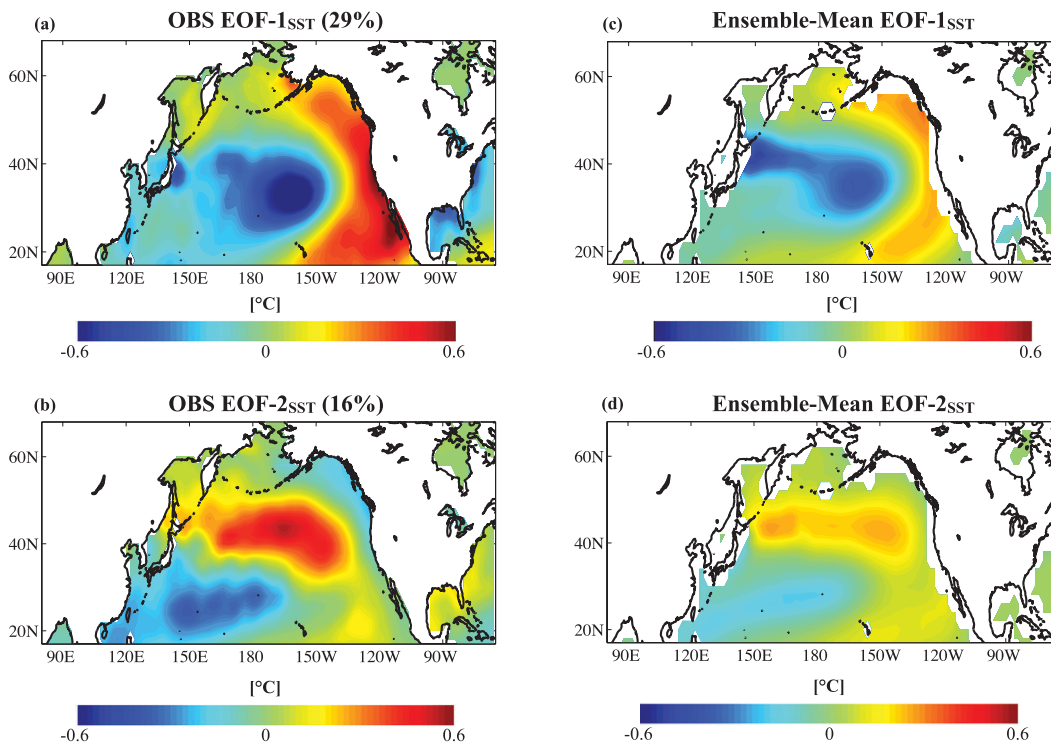 (a) OBS EOF-1SST (29%)
60N
40N
20N
90E 120E 150E 180 150W 120W 90W
[°C]
-0.6 0 0.6
(c) Ensemble-Mean EOF-1SST
60N
40N
20N
90E 120E 150E 180 150W 120W 90W
[°C]
-0.6 0 0.6
(b) OBS EOF-2SST (16%)
60N
40N
20N
90E 120E 150E 180 150W 120W 90W
[°C]
-0.6 0 0.6
(d) Ensemble-Mean EOF-2SST
60N
40N
20N
90E 120E 150E 180 150W 120W 90W
[°C]
-0.6 0 0.6